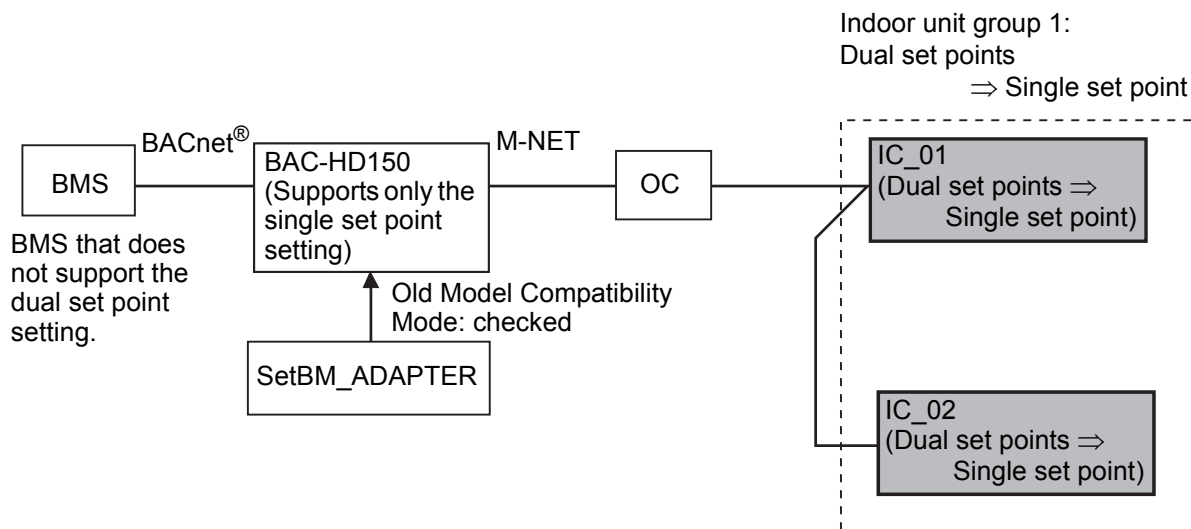 Indoor unit group 1:
Dual set points
⇒ Single set point
BACnet®
M-NET
BMS
BAC-HD150
(Supports only the
single set point
setting)
OC
IC_01
(Dual set points ⇒
Single set point)
BMS that does
not support the
dual set point
setting.
Old Model Compatibility
Mode: checked
SetBM_ADAPTER
IC_02
(Dual set points ⇒
Single set point)